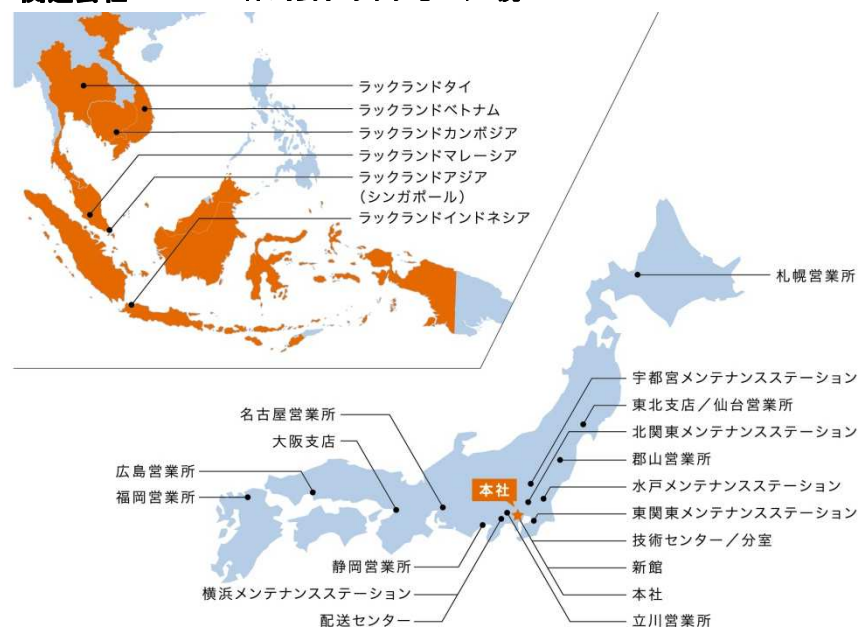 ラックランドタイ
ラックランドベトナム
ラックランドカンボジア
ラックランドマレーシア
ラックランドアジア
(シンガポール)
ラックランドインドネシア
札幌営業所
宇都宮メンテナンスステーション
東北支店/仙台営業所
北関東メンテナンスステーション
郡山営業所
水戸メンテナンスステーション
東関東メンテナンスステーション
技術センター/分室
新館
本社
立川営業所
名古屋営業所
大阪支店
広島営業所
福岡営業所
本社
静岡営業所
横浜メンテナンスステーション
配送センター